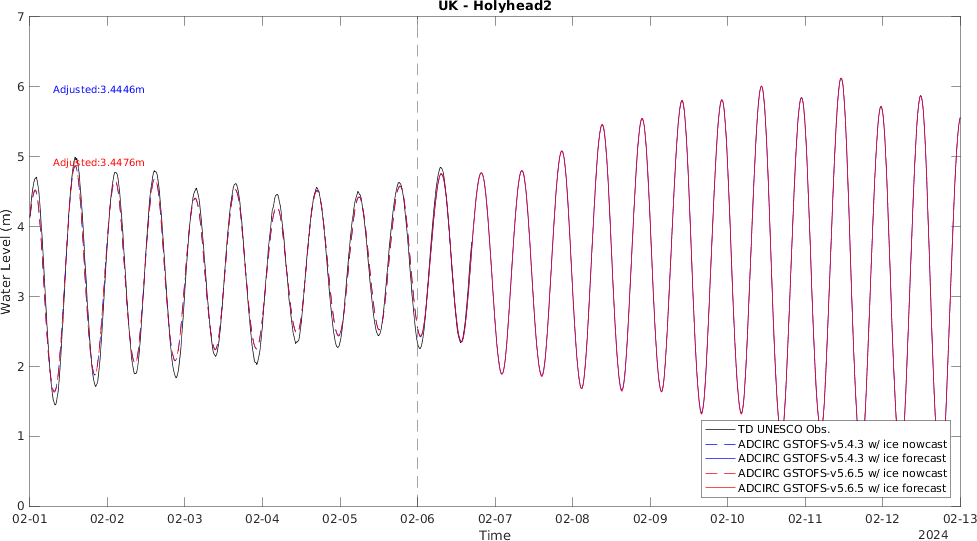 UK - Holyhead2
7
6
5
4
3
2
1
0
Water Level (m)
Adjusted:3.4446m
Adjusted:3.4476m
TD UNESCO Obs.
ADCIRC GSTOFS-v5.4.3 w/ ice nowcast
ADCIRC GSTOFS-v5.4.3 w/ ice forecast
ADCIRC GSTOFS-v5.6.5 w/ ice nowcast
ADCIRC GSTOFS-v5.6.5 w/ ice forecast
02-01 02-02 02-03 02-04 02-05 02-06 02-07 02-08 02-09 02-10 02-11 02-12 02-13
Time
2024